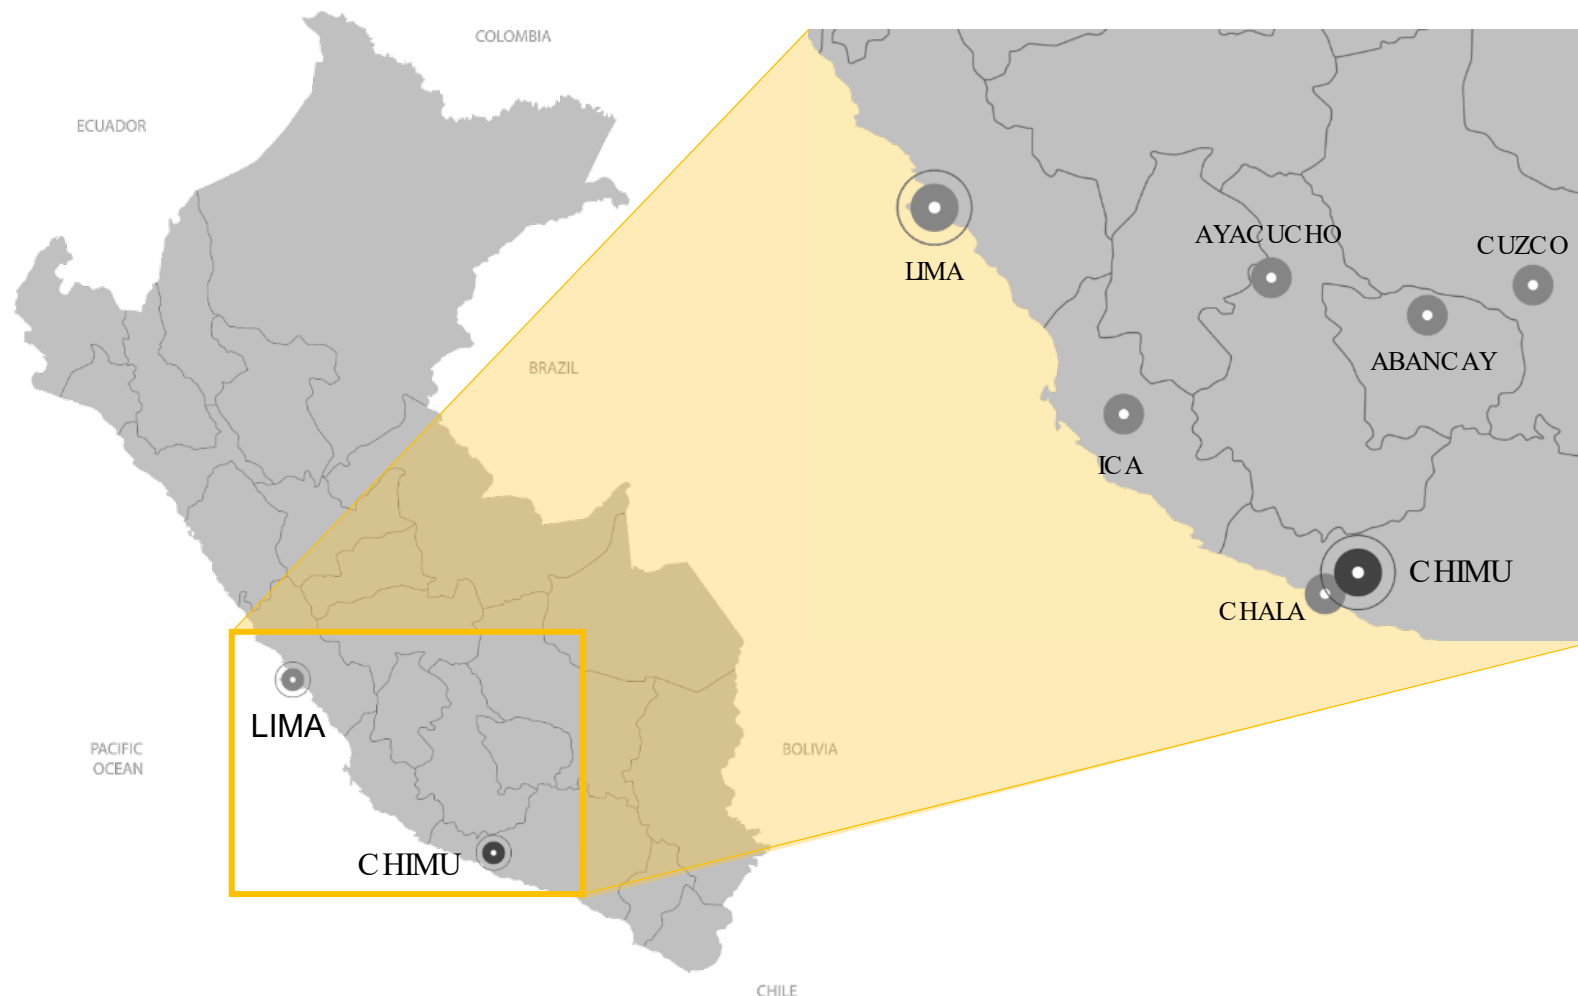 COLOMBIA
ECUADOR
BRAZIL
PACIFIC
OCEAN
BOLIVIA
CHILE
LIMA
CHIMU
LIMA
AYACUCHO
CUZCO
ABANCAY
ICA
CHIMU
CHALA